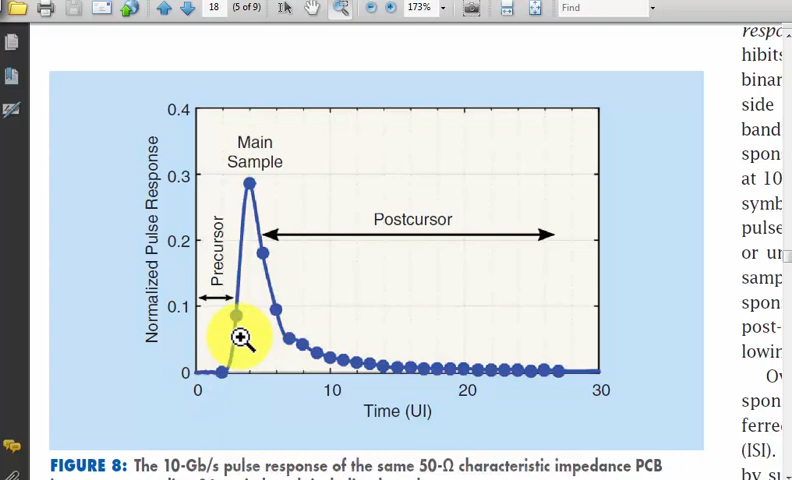 18 (5 of 9) 173% Find
0.4
0.3
0.2
0.1
0
Normalized Pulse Response
Main
Sample
Precursor
Postcursor
0 10 20 30
Time (UI)
FIGURE 8: The 10-Gb/s pulse response of the same 50-Ω characteristic impedance PCB
hibits
binar
side
band
spon
at 10
symb
pulse
or un
samp
spon
post-
lowin
Ov
spon
ferre
(ISI).